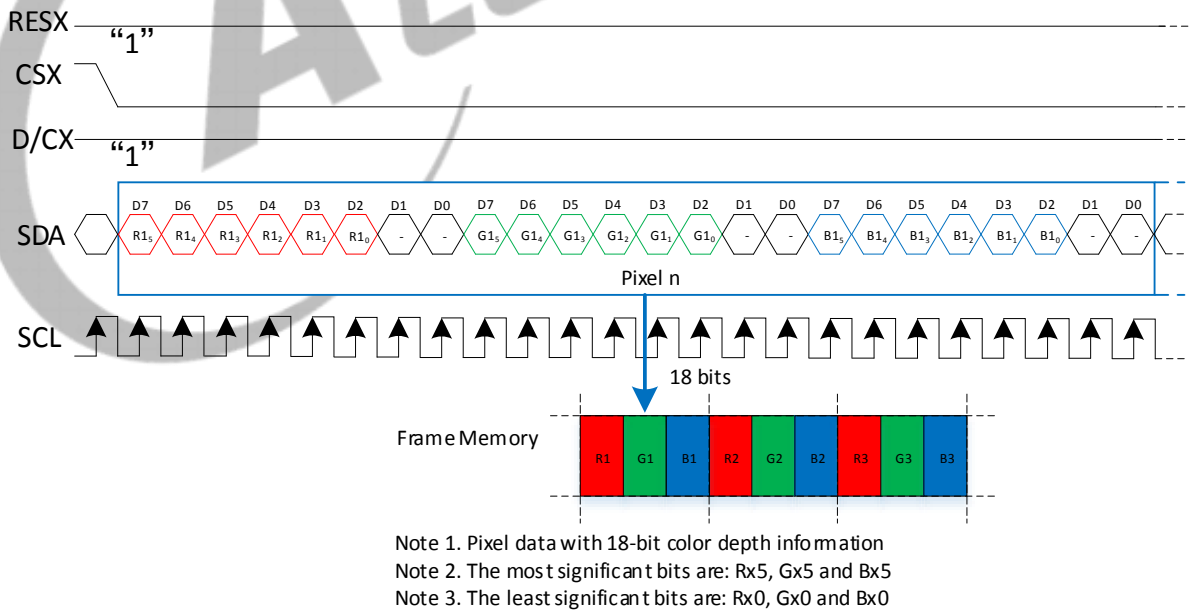 RESX
“1”
CSX
D/CX
“1”
D7 D6 D5 D4 D3 D2 D1 D0 D7 D6 D5 D4 D3 D2 D1 D0 D7 D6 D5 D4 D3 D2 D1 D0
SDA
R1₅ R1₄ R1₃ R1₂ R1₁ R1₀ - - G1₅ G1₄ G1₃ G1₂ G1₁ G1₀ - - B1₅ B1₄ B1₃ B1₂ B1₁ B1₀ - -
Pixel n
SCL
18 bits
Frame Memory
R1 G1 B1 R2 G2 B2 R3 G3 B3
Note 1. Pixel data with 18-bit color depth information
Note 2. The most significant bits are: Rx5, Gx5 and Bx5
Note 3. The least significant bits are: Rx0, Gx0 and Bx0